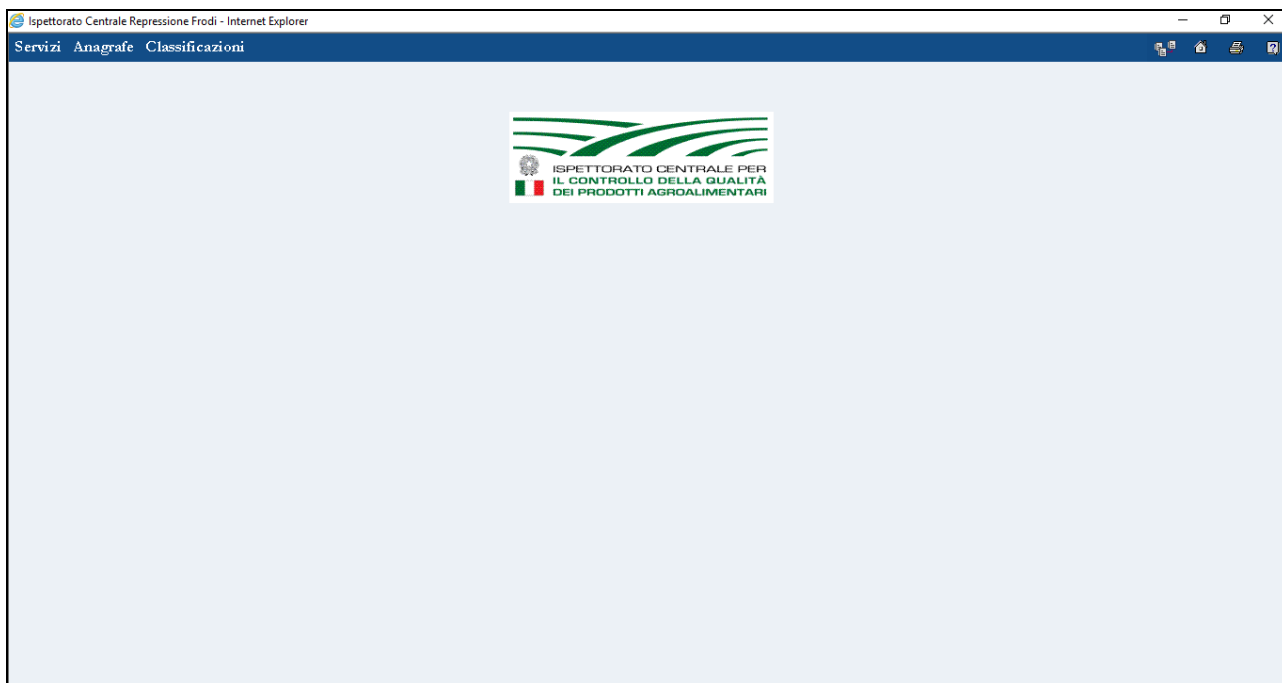 Ispettorato Centrale Repressione Frodi - Internet Explorer
Servizi Anagrafe Classificazioni
ISPETTORATO CENTRALE PER
IL CONTROLLO DELLA QUALITÀ
DEI PRODOTTI AGROALIMENTARI